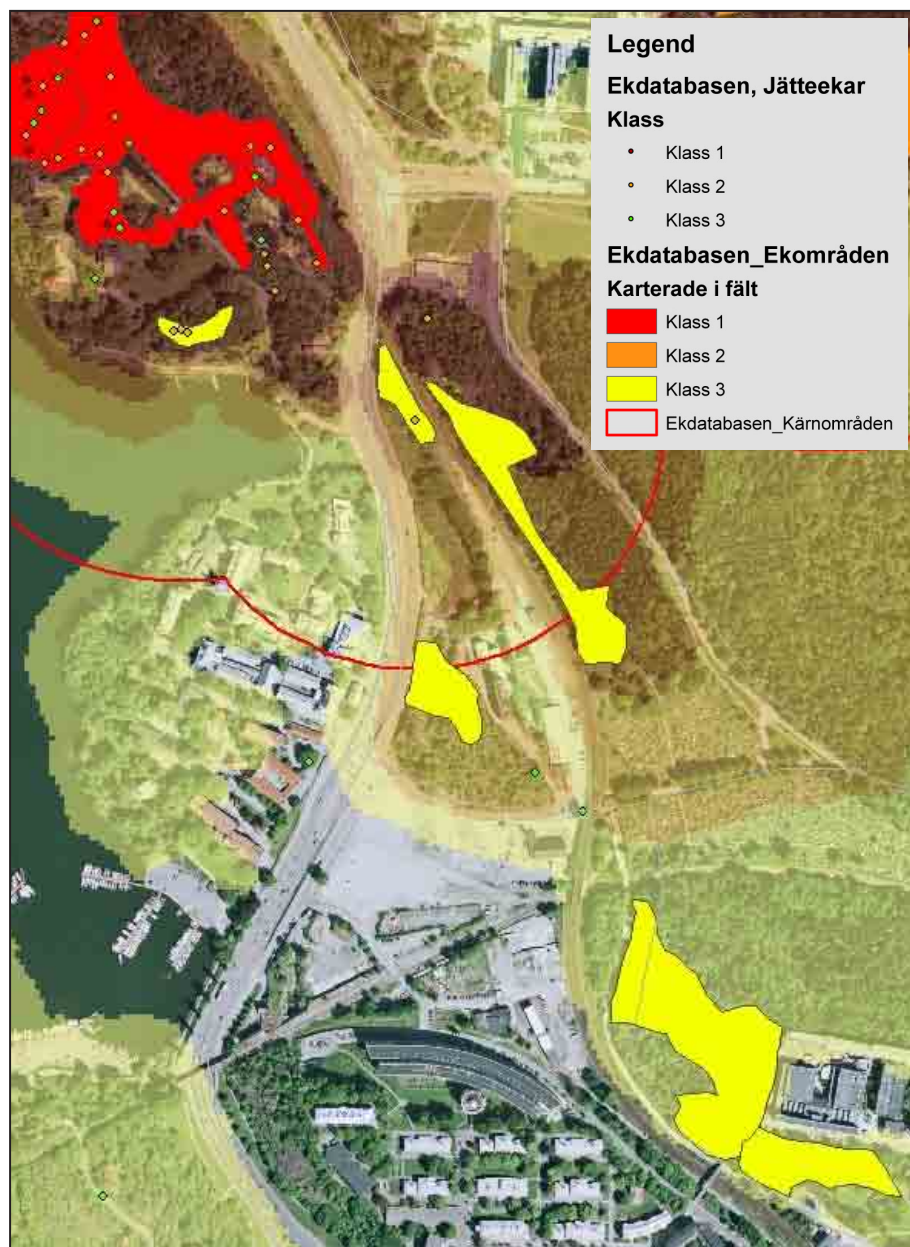 Legend
Ekdatabasen, Jätteekar
Klass
Klass 1
Klass 2
Klass 3
Ekdatabasen_Ekområden
Karterade i fält
Klass 1
Klass 2
Klass 3
Ekdatabasen_Kärnområden